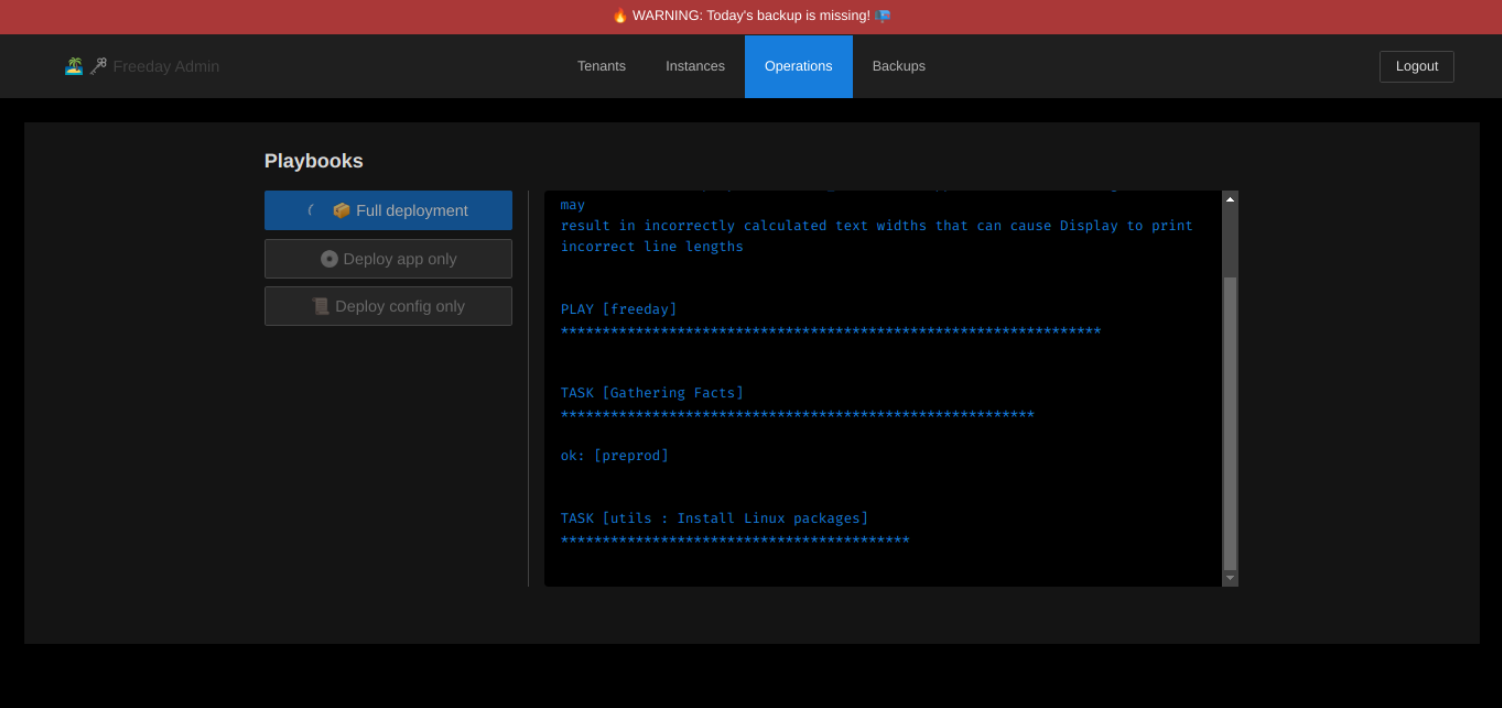 WARNING: Today's backup is missing!
Freeday Admin
Tenants
Instances
Operations
Backups
Logout
Playbooks
Full deployment
Deploy app only
Deploy config only
may
result in incorrectly calculated text widths that can cause Display to print
incorrect line lengths
PLAY [freeday]
*****************************************************************
TASK [Gathering Facts]
*********************************************************
ok: [preprod]
TASK [utils : Install Linux packages]
******************************************